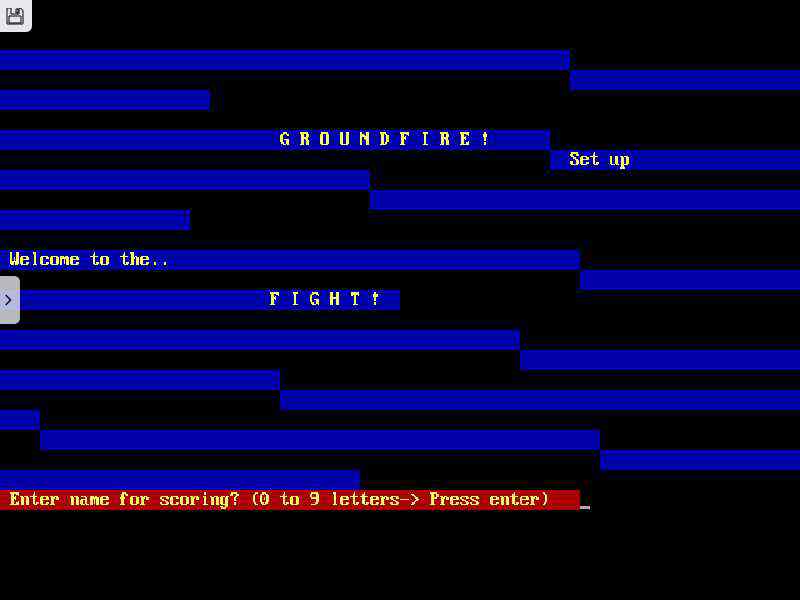 G R O U N D F I R E !
Set up
Welcome to the..
F I G H T !
Enter name for scoring? (0 to 9 letters-> Press enter)